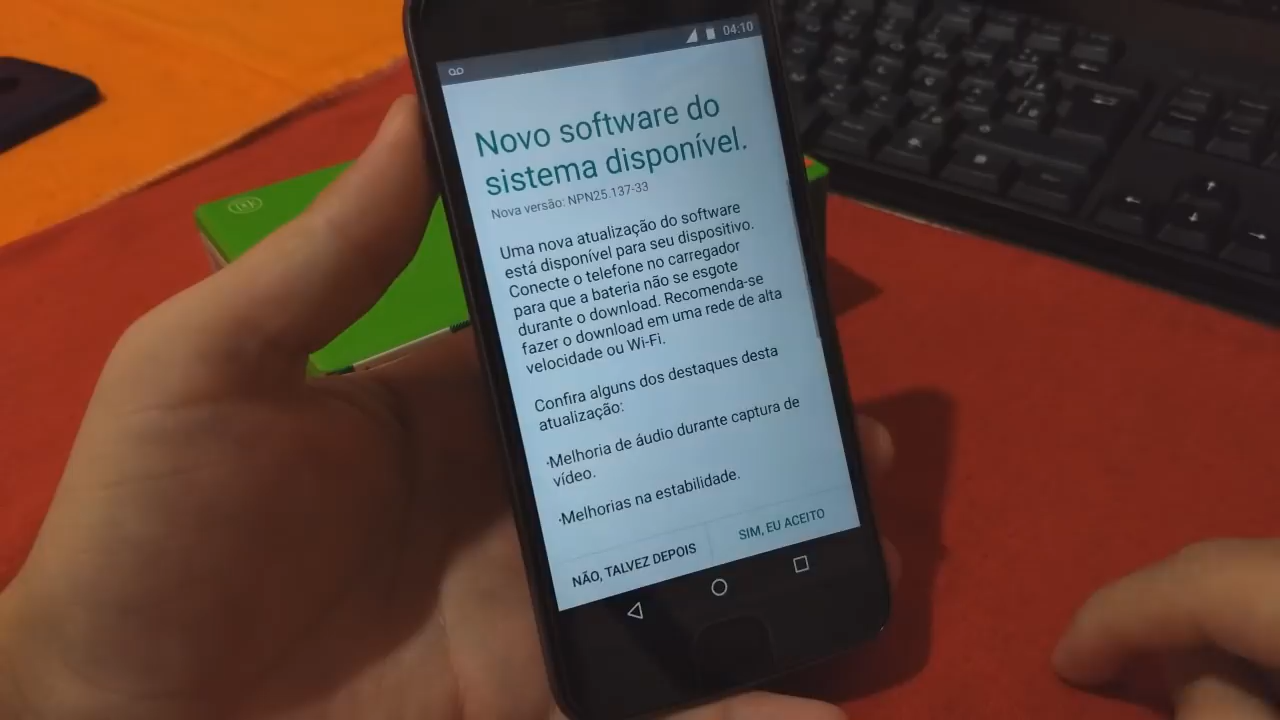 04:10
Novo software do
sistema disponível.
Nova versão: NPN25.137-33
Uma nova atualização do software
está disponível para seu dispositivo.
Conecte o telefone no carregador
para que a bateria não se esgote
durante o download. Recomenda-se
fazer o download em uma rede de alta
velocidade ou Wi-Fi.
Confira alguns dos destaques desta
atualização:
·Melhoria de áudio durante captura de
vídeo.
·Melhorias na estabilidade.
NÃO, TALVEZ DEPOIS
SIM, EU ACEITO